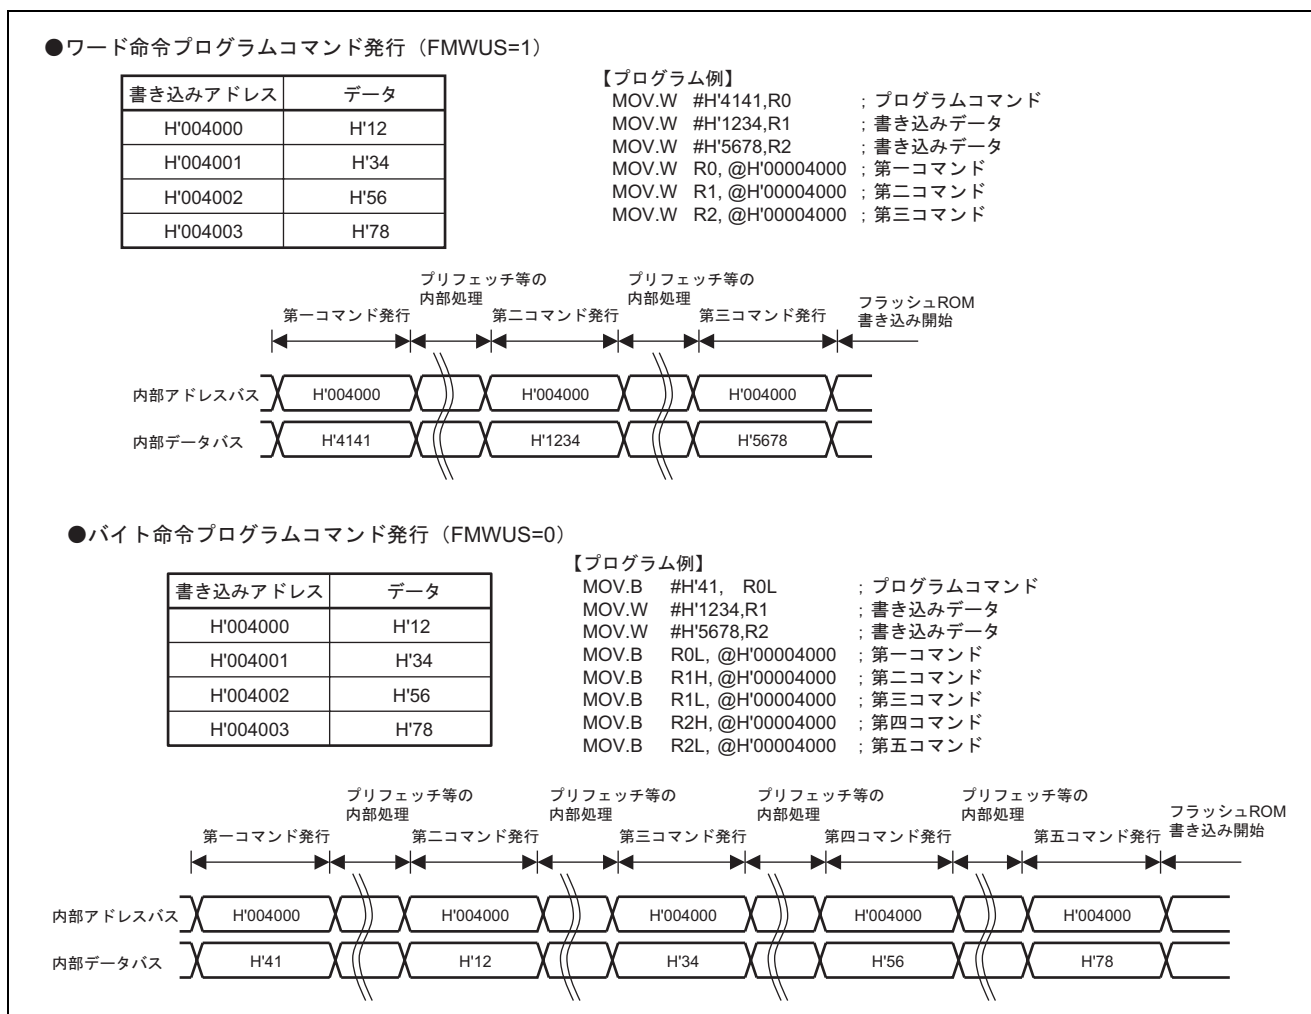 ●ワード命令プログラムコマンド発行（FMWUS=1）
書き込みアドレス データ
H'004000 H'12
H'004001 H'34
H'004002 H'56
H'004003 H'78
【プログラム例】
MOV.W #H'4141,R0 ; プログラムコマンド
MOV.W #H'1234,R1 ; 書き込みデータ
MOV.W #H'5678,R2 ; 書き込みデータ
MOV.W R0, @H'00004000 ; 第一コマンド
MOV.W R1, @H'00004000 ; 第二コマンド
MOV.W R2, @H'00004000 ; 第三コマンド
プリフェッチ等の プリフェッチ等の
内部処理 内部処理 フラッシュROM
第一コマンド発行 第二コマンド発行 第三コマンド発行 書き込み開始
内部アドレスバス H'004000 H'004000 H'004000
内部データバス H'4141 H'1234 H'5678
●バイト命令プログラムコマンド発行（FMWUS=0）
書き込みアドレス データ
H'004000 H'12
H'004001 H'34
H'004002 H'56
H'004003 H'78
【プログラム例】
MOV.B #H'41, R0L ; プログラムコマンド
MOV.W #H'1234,R1 ; 書き込みデータ
MOV.W #H'5678,R2 ; 書き込みデータ
MOV.B R0L, @H'00004000 ; 第一コマンド
MOV.B R1H, @H'00004000 ; 第二コマンド
MOV.B R1L, @H'00004000 ; 第三コマンド
MOV.B R2H, @H'00004000 ; 第四コマンド
MOV.B R2L, @H'00004000 ; 第五コマンド
プリフェッチ等の プリフェッチ等の プリフェッチ等の プリフェッチ等の
内部処理 内部処理 内部処理 内部処理 フラッシュROM
第一コマンド発行 第二コマンド発行 第三コマンド発行 第四コマンド発行 第五コマンド発行 書き込み開始
内部アドレスバス H'004000 H'004000 H'004000 H'004000 H'004000
内部データバス H'41 H'12 H'34 H'56 H'78